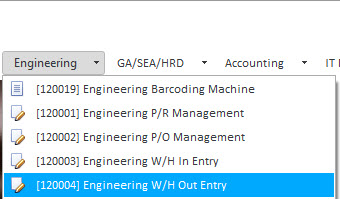 Engineering GA/SEA/HRD Accounting IT
[120019] Engineering Barcoding Machine
[120001] Engineering P/R Management
[120002] Engineering P/O Management
[120003] Engineering W/H In Entry
[120004] Engineering W/H Out Entry